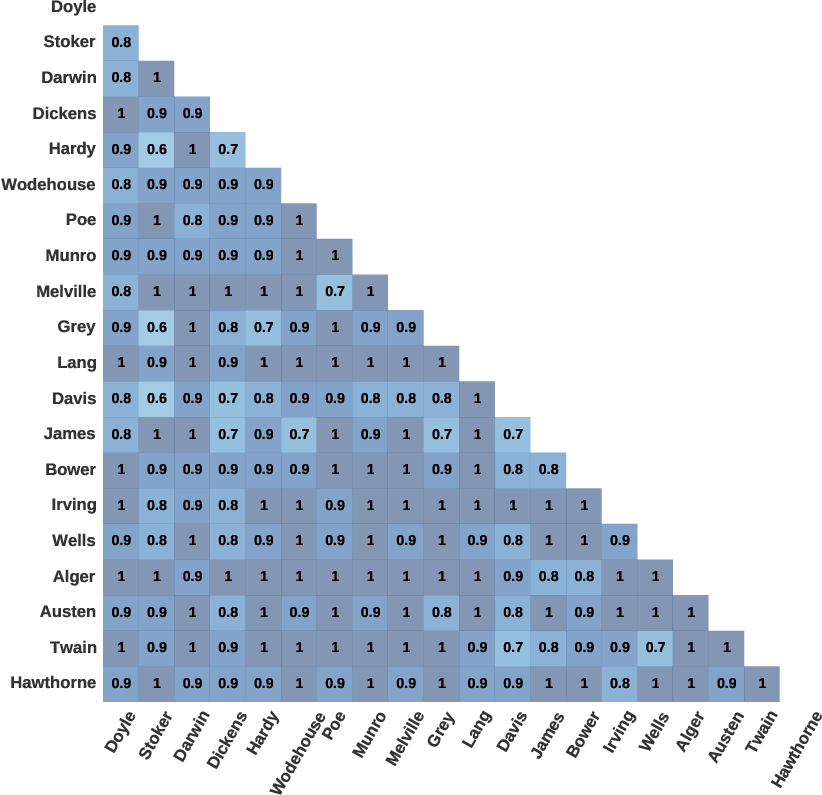 Doyle
Stoker 0.8
Darwin 0.8 1
Dickens 1 0.9 0.9
Hardy 0.9 0.6 1 0.7
Wodehouse 0.8 0.9 0.9 0.9 0.9
Poe 0.9 1 0.8 0.9 0.9 1
Munro 0.9 0.9 0.9 0.9 0.9 1 1
Melville 0.8 1 1 1 1 1 0.7 1
Grey 0.9 0.6 1 0.8 0.7 0.9 1 0.9 0.9
Lang 1 0.9 1 0.9 1 1 1 1 1 1
Davis 0.8 0.6 0.9 0.7 0.8 0.9 0.9 0.8 0.8 0.8 1
James 0.8 1 1 0.7 0.9 0.7 1 0.9 1 0.7 1 0.7
Bower 1 0.9 0.9 0.9 0.9 0.9 1 1 1 0.9 1 0.8 0.8
Irving 1 0.8 0.9 0.8 1 1 0.9 1 1 1 1 1 1 1
Wells 0.9 0.8 1 0.8 0.9 1 0.9 1 0.9 1 0.9 0.8 1 1 0.9
Alger 1 1 0.9 1 1 1 1 1 1 1 1 0.9 0.8 0.8 1 1
Austen 0.9 0.9 1 0.8 1 0.9 1 0.9 1 0.8 1 0.8 1 0.9 1 1 1
Twain 1 0.9 1 0.9 1 1 1 1 1 1 0.9 0.7 0.8 0.9 0.9 0.7 1 1
Hawthorne 0.9 1 0.9 0.9 0.9 1 0.9 1 0.9 1 0.9 0.9 1 1 0.8 1 1 0.9 1
Doyle Stoker Darwin Dickens Hardy Wodehouse Poe Munro Melville Grey Lang Davis James Bower Irving Wells Alger Austen Twain Hawthorne